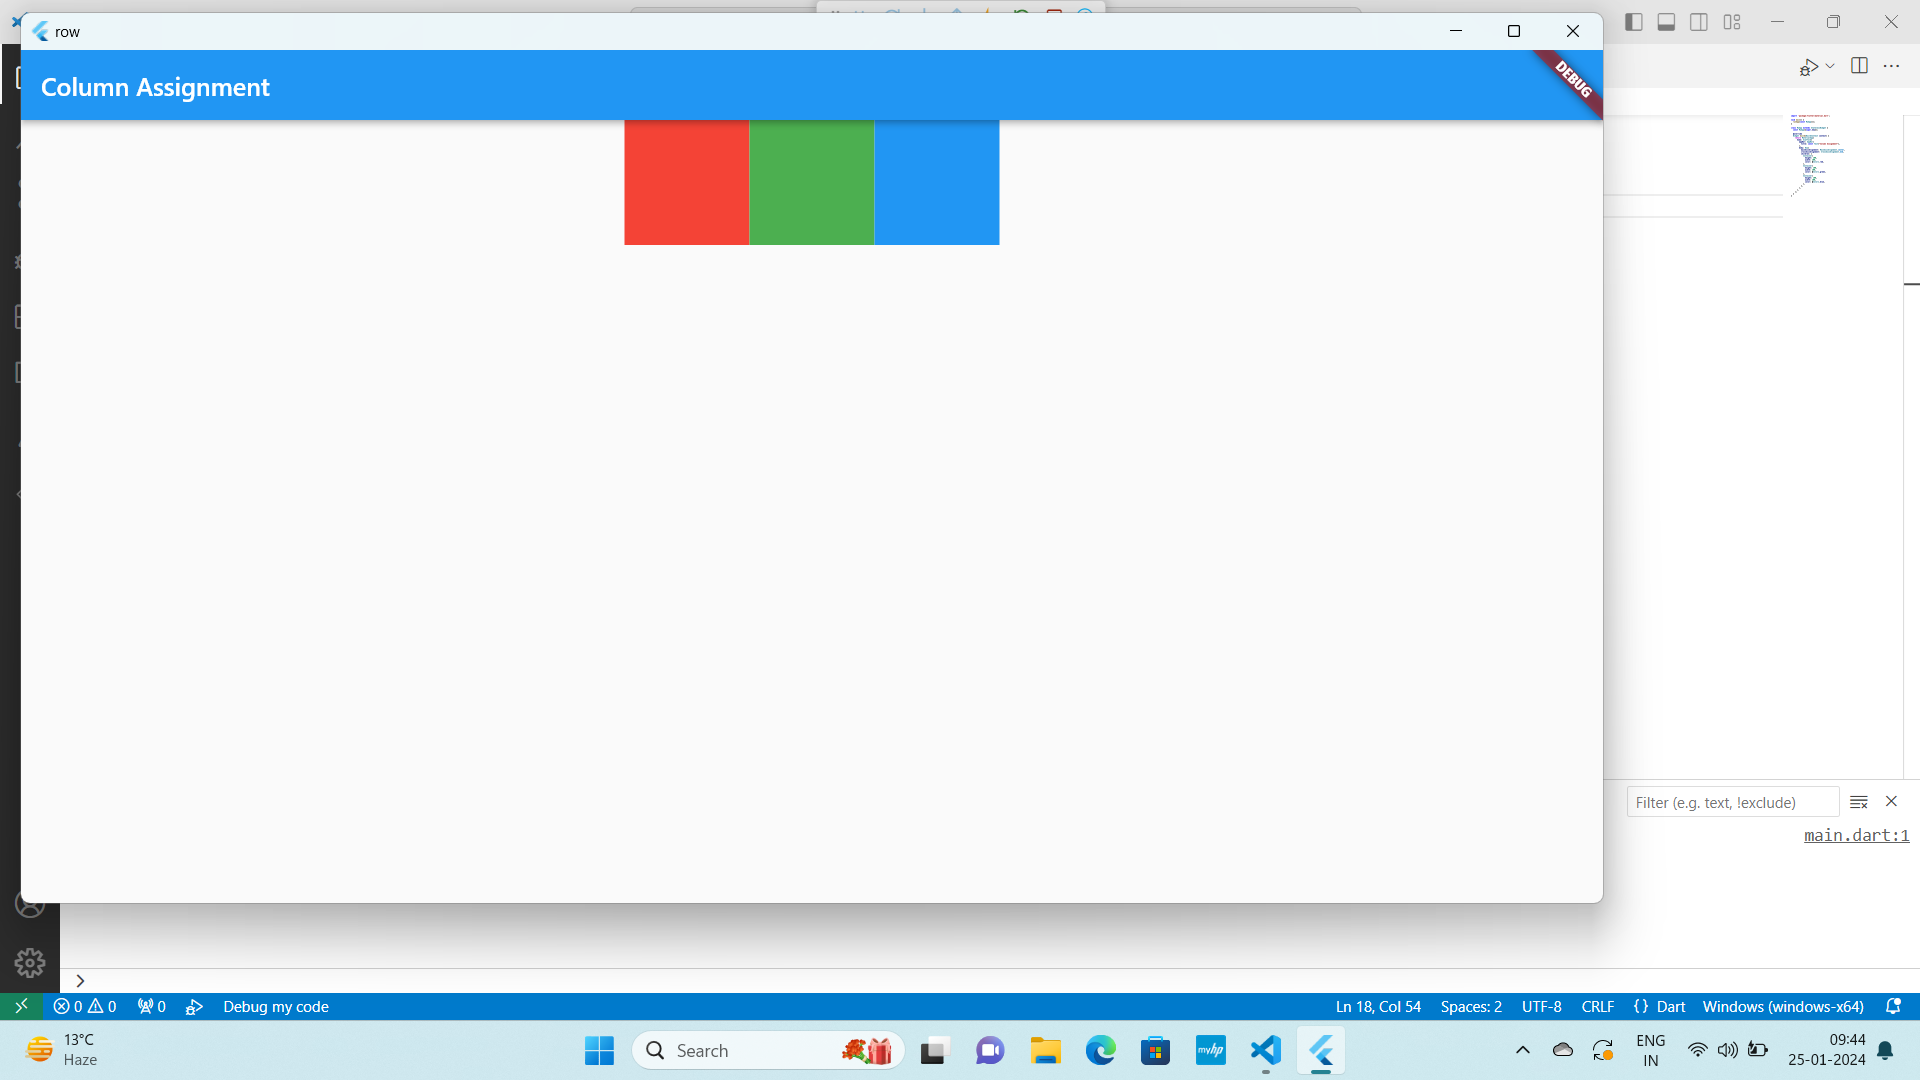 row
Column Assignment
DEBUG
Filter (e.g. text, !exclude)
main.dart:1
0 0 0 Debug my code
Ln 18, Col 54 Spaces: 2 UTF-8 CRLF {} Dart Windows (windows-x64)
13°C
Haze
Search
myhp
ENG
IN
09:44
25-01-2024